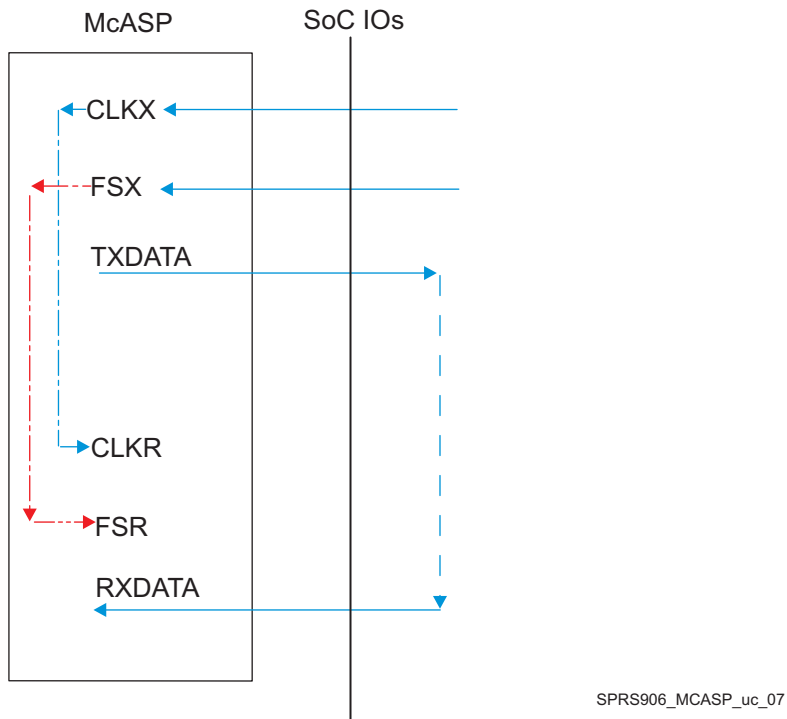 McASP
SoC IOs
CLKX
FSX
TXDATA
CLKR
FSR
RXDATA
SPRS906_MCASP_uc_07